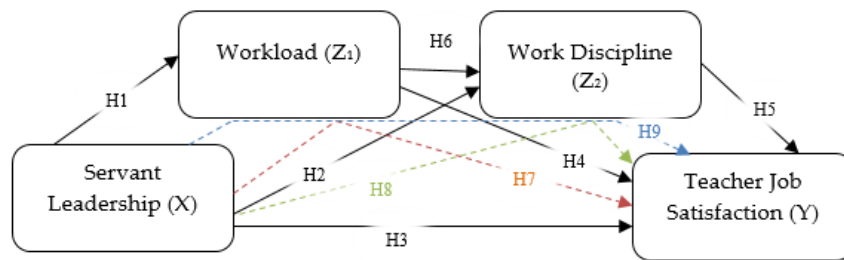 Workload (Z₁)
H6
Work Discipline
(Z₂)
H1
H5
H9
H4
H2
H8
H7
Servant
Leadership (X)
Teacher Job
Satisfaction (Y)
H3